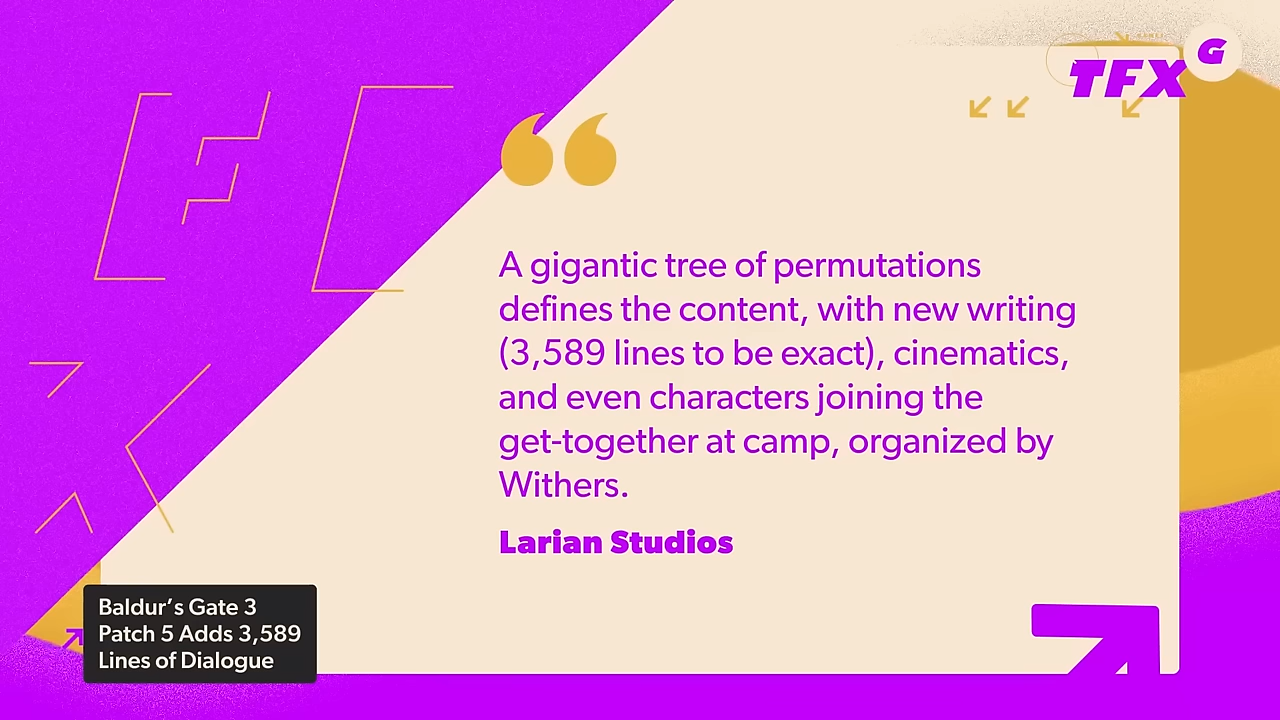 TFX
G
“
A gigantic tree of permutations
defines the content, with new writing
(3,589 lines to be exact), cinematics,
and even characters joining the
get-together at camp, organized by
Withers.
Larian Studios
Baldur’s Gate 3
Patch 5 Adds 3,589
Lines of Dialogue